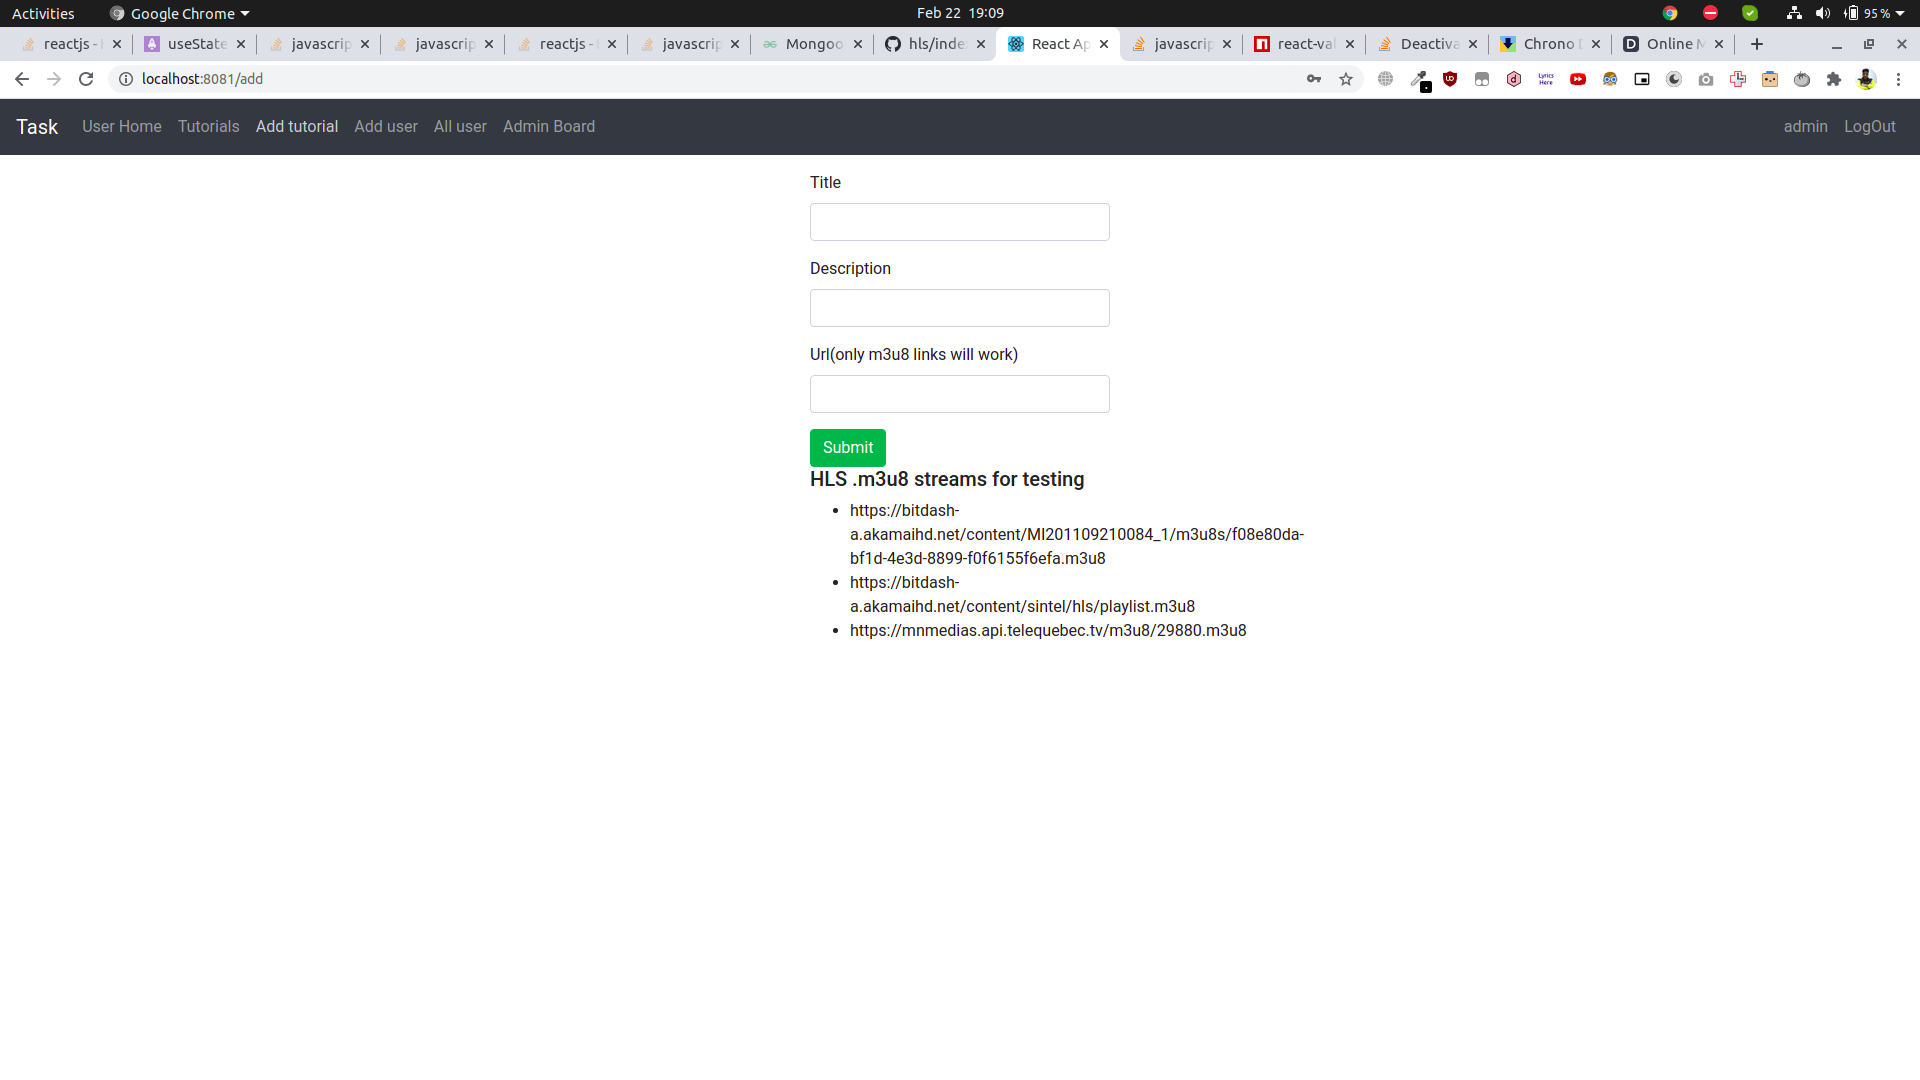 Activities
Google Chrome
Feb 22 19:09
95 %
reactjs -
useState
javascrip
javascrip
reactjs -
javascrip
Mongoo
hls/inde
React Ap
javascrip
react-val
Deactiva
Chrono
Online M
localhost:8081/add
Lyrics
Here
Task
User Home
Tutorials
Add tutorial
Add user
All user
Admin Board
admin
LogOut
Title
Description
Url(only m3u8 links will work)
Submit
HLS .m3u8 streams for testing
https://bitdash-
a.akamaihd.net/content/MI201109210084_1/m3u8s/f08e80da-
bf1d-4e3d-8899-f0f6155f6efa.m3u8
https://bitdash-
a.akamaihd.net/content/sintel/hls/playlist.m3u8
https://mnmedias.api.telequebec.tv/m3u8/29880.m3u8